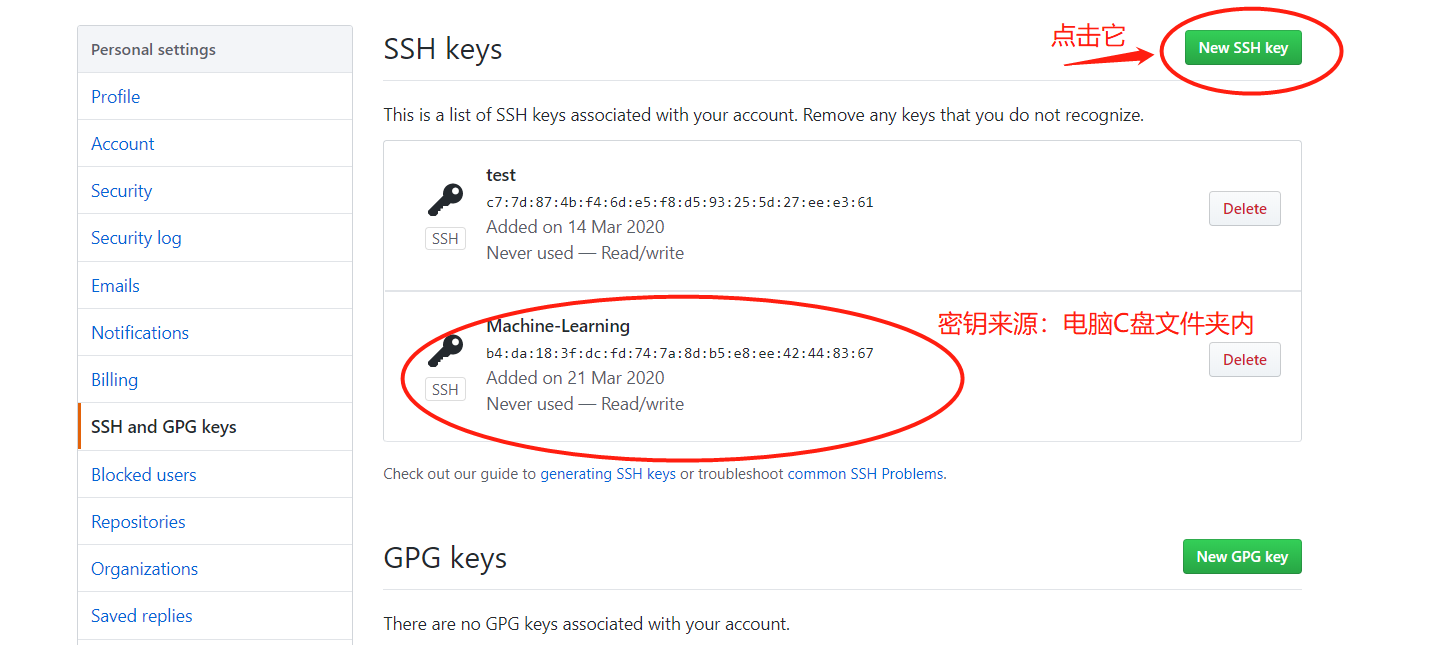 Personal settings
Profile
Account
Security
Security log
Emails
Notifications
Billing
SSH and GPG keys
Blocked users
Repositories
Organizations
Saved replies
SSH keys
点击它
New SSH key
This is a list of SSH keys associated with your account. Remove any keys that you do not recognize.
test
c7:7d:87:4b:f4:6d:e5:f8:d5:93:25:5d:27:ee:e3:61
Added on 14 Mar 2020
Never used — Read/write
SSH
Delete
Machine-Learning
b4:da:18:3f:dc:fd:74:7a:8d:b5:e8:ee:42:44:83:67
Added on 21 Mar 2020
Never used — Read/write
SSH
密钥来源：电脑C盘文件夹内
Delete
Check out our guide to generating SSH keys or troubleshoot common SSH Problems.
GPG keys
New GPG key
There are no GPG keys associated with your account.